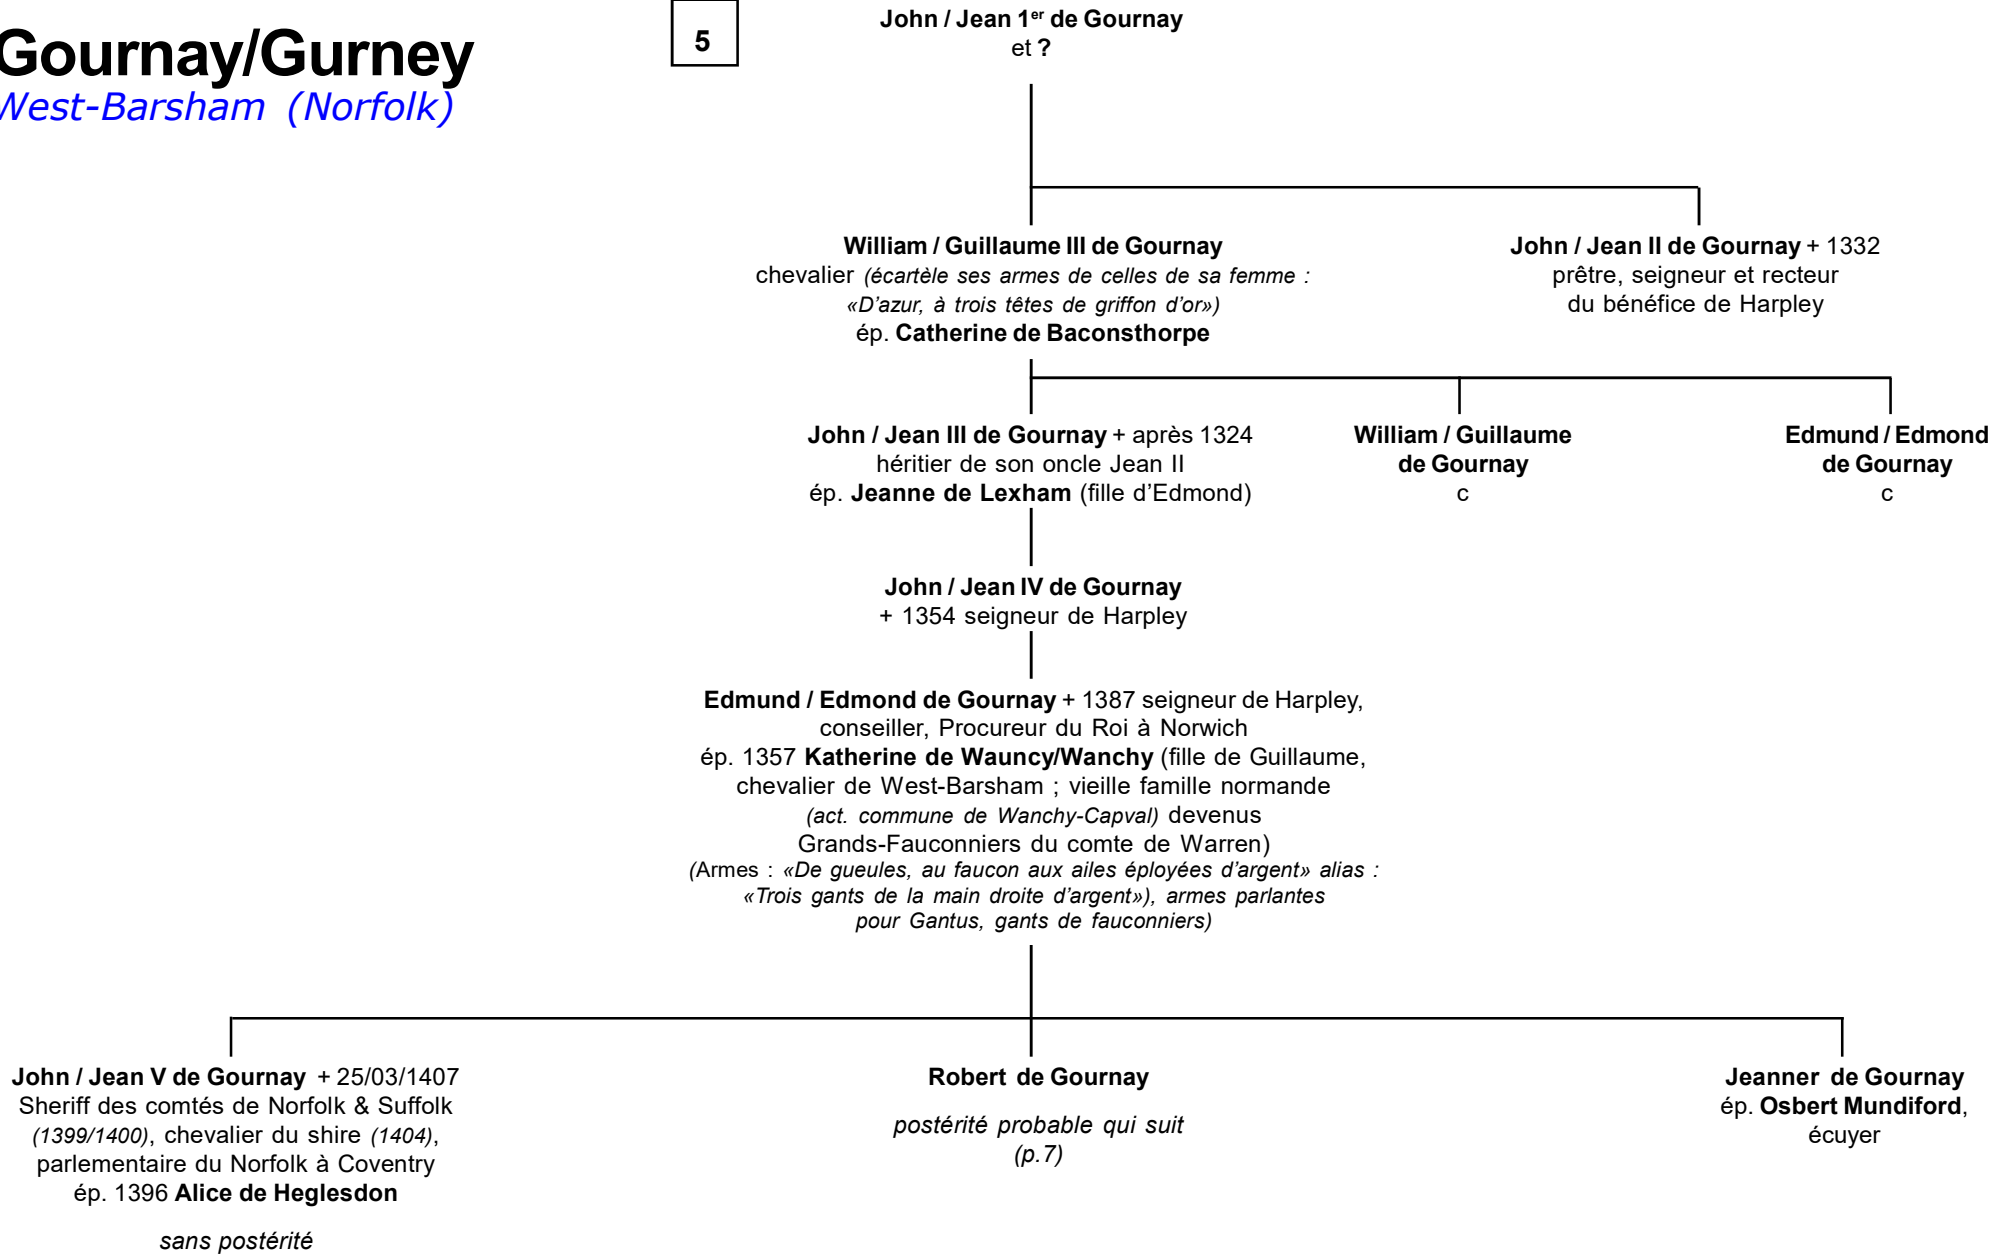 Gournay/Gurney
West-Barsham (Norfolk)
5
John / Jean 1er de Gournay
et ?
William / Guillaume III de Gournay
chevalier (écartèle ses armes de celles de sa femme :
«D’azur, à trois têtes de griffon d’or»)
ép. Catherine de Baconsthorpe
John / Jean II de Gournay + 1332
prêtre, seigneur et recteur
du bénéfice de Harpley
John / Jean III de Gournay + après 1324
héritier de son oncle Jean II
ép. Jeanne de Lexham (fille d’Edmond)
William / Guillaume
de Gournay
c
Edmund / Edmond
de Gournay
c
John / Jean IV de Gournay
+ 1354 seigneur de Harpley
Edmund / Edmond de Gournay + 1387 seigneur de Harpley,
conseiller, Procureur du Roi à Norwich
ép. 1357 Katherine de Wauncy/Wanchy (fille de Guillaume,
chevalier de West-Barsham ; vieille famille normande
(act. commune de Wanchy-Capval) devenus
Grands-Fauconniers du comte de Warren)
(Armes : «De gueules, au faucon aux ailes éployées d’argent» alias :
«Trois gants de la main droite d’argent»), armes parlantes
pour Gantus, gants de fauconniers)
John / Jean V de Gournay + 25/03/1407
Sheriff des comtés de Norfolk & Suffolk
(1399/1400), chevalier du shire (1404),
parlementaire du Norfolk à Coventry
ép. 1396 Alice de Heglesdon
sans postérité
Robert de Gournay
postérité probable qui suit
(p.7)
Jeanner de Gournay
ép. Osbert Mundiford,
écuyer